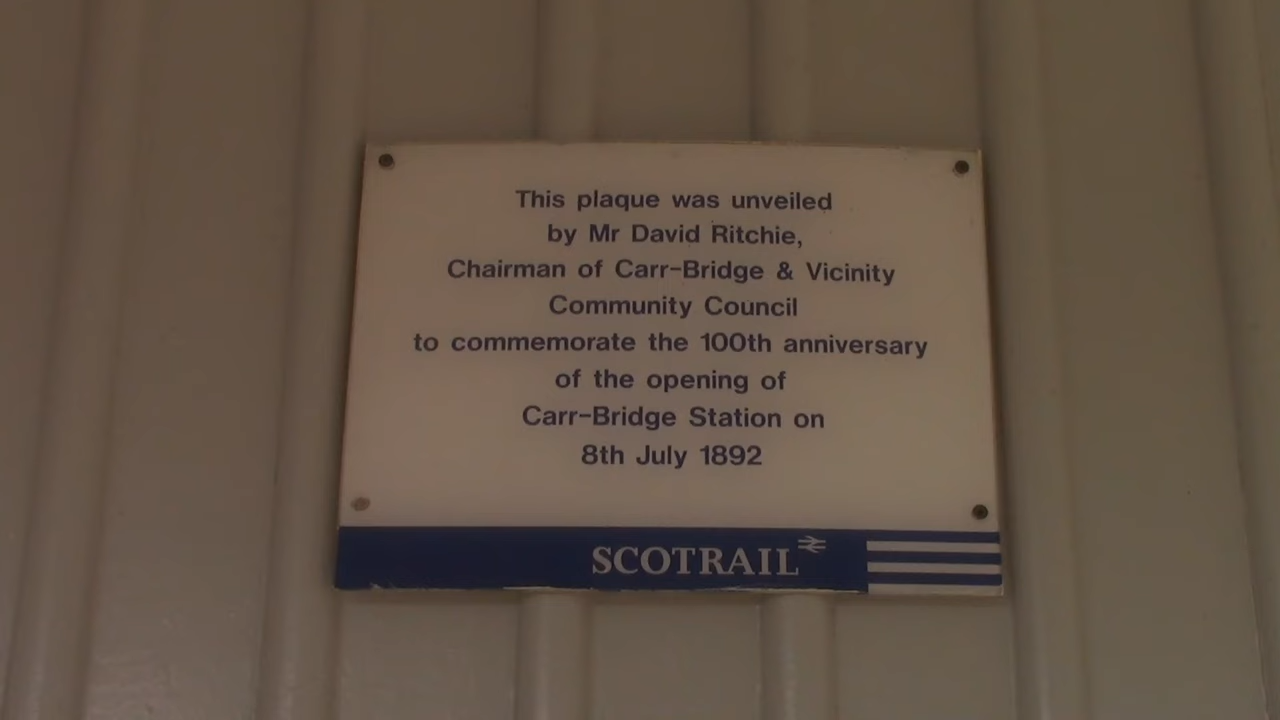 This plaque was unveiled
by Mr David Ritchie,
Chairman of Carr-Bridge & Vicinity
Community Council
to commemorate the 100th anniversary
of the opening of
Carr-Bridge Station on
8th July 1892
SCOTRAIL